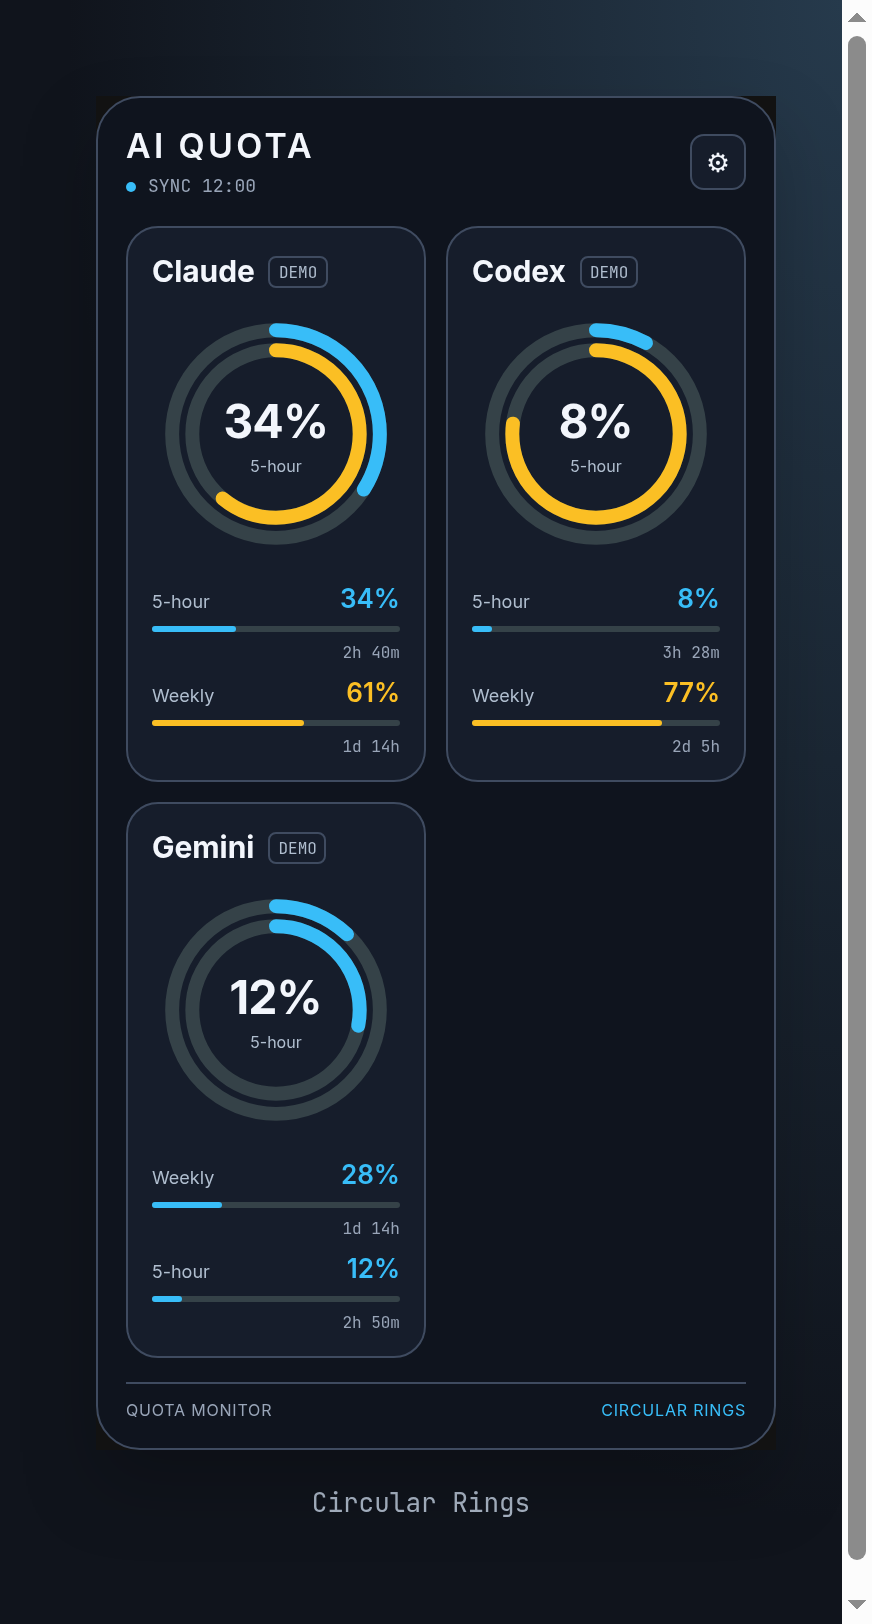 AI QUOTA
SYNC 12:00
⚙
Claude DEMO
34%
5-hour
5-hour 34%
2h 40m
Weekly 61%
1d 14h
Codex DEMO
8%
5-hour
5-hour 8%
3h 28m
Weekly 77%
2d 5h
Gemini DEMO
12%
5-hour
Weekly 28%
1d 14h
5-hour 12%
2h 50m
QUOTA MONITOR CIRCULAR RINGS
Circular Rings